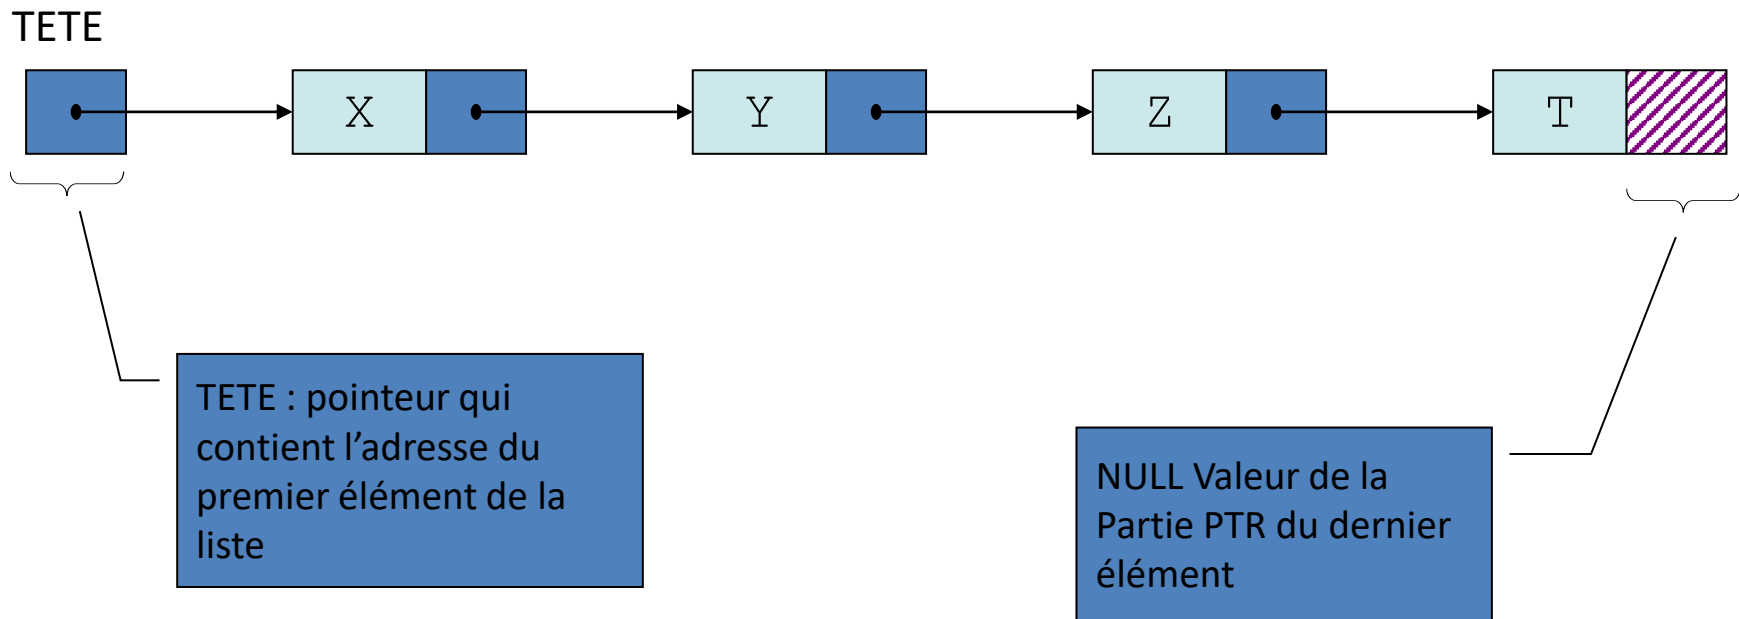 TETE
X
Y
Z
T
TETE : pointeur qui
contient l’adresse du
premier élément de la
liste
NULL Valeur de la
Partie PTR du dernier
élément